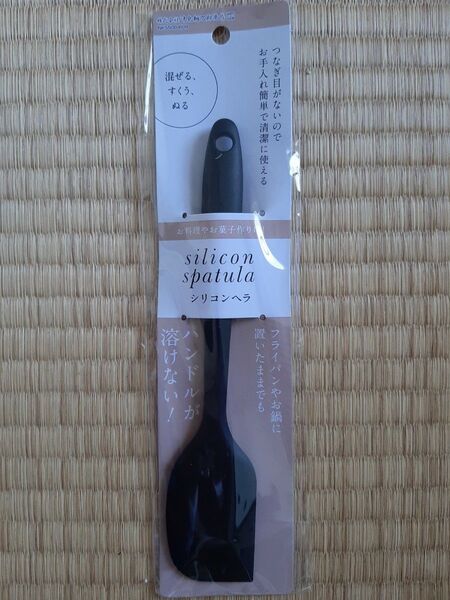 混ぜる、
すくう、
ぬる
つなぎ目がないので
お手入れ簡単で清潔に使える
お料理やお菓子作りに!
silicon
spatula
シリコンヘラ
フライパンやお鍋に
置いたままでも
ハンドルが
溶けない!